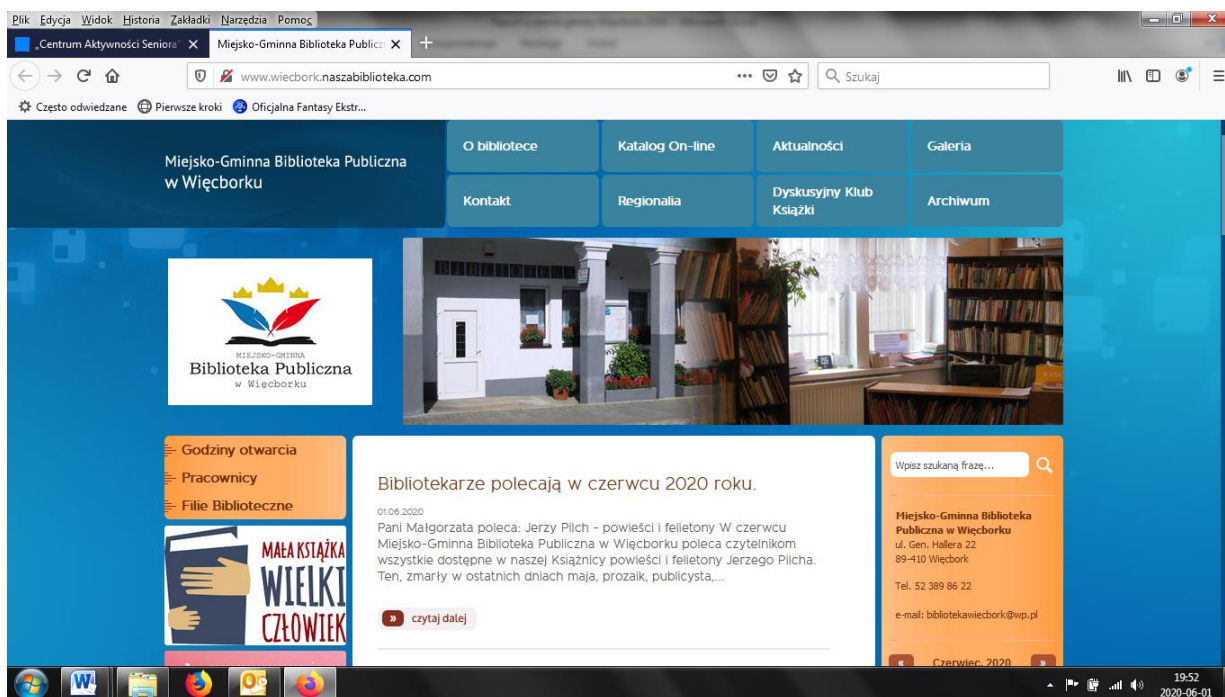 Plik Edycja Widok Historia Zakładki Narzędzia Pomoc
„Centrum Aktywności Seniora"
Miejsko-Gminna Biblioteka Publicz
www.wiecbork.naszabiblioteka.com
Szukaj
Często odwiedzane Pierwsze kroki Oficjalna Fantasy Ekstr...
Miejsko-Gminna Biblioteka Publiczna
w Więcborku
O bibliotece
Katalog On-line
Aktualności
Galeria
Kontakt
Regionalia
Dyskusyjny Klub
Książki
Archiwum
MIEJSKO-GMINNA
Biblioteka Publiczna
w Więcborku
Godziny otwarcia
Pracownicy
Filie Biblioteczne
MAŁA KSIĄŻKA
WIELKI
CZŁOWIEK
Bibliotekarze polecają w czerwcu 2020 roku.
01.06.2020
Pani Małgorzata poleca: Jerzy Pilch – powieści i felietony W czerwcu
Miejsko-Gminna Biblioteka Publiczna w Więcborku poleca czytelnikom
wszystkie dostępne w naszej Książnicy powieści i felietony Jerzego Pilcha.
Ten, zmarły w ostatnich dniach maja, prozaik, publicysta,...
czytaj dalej
Wpisz szukaną frazę...
Miejsko-Gminna Biblioteka
Publiczna w Więcborku
ul. Gen. Hallera 22
89-410 Więcbork
Tel. 52 389 86 22
e-mail: bibliotekawiecbork@wp.pl
« Czerwiec, 2020 »
19:52
2020-06-01